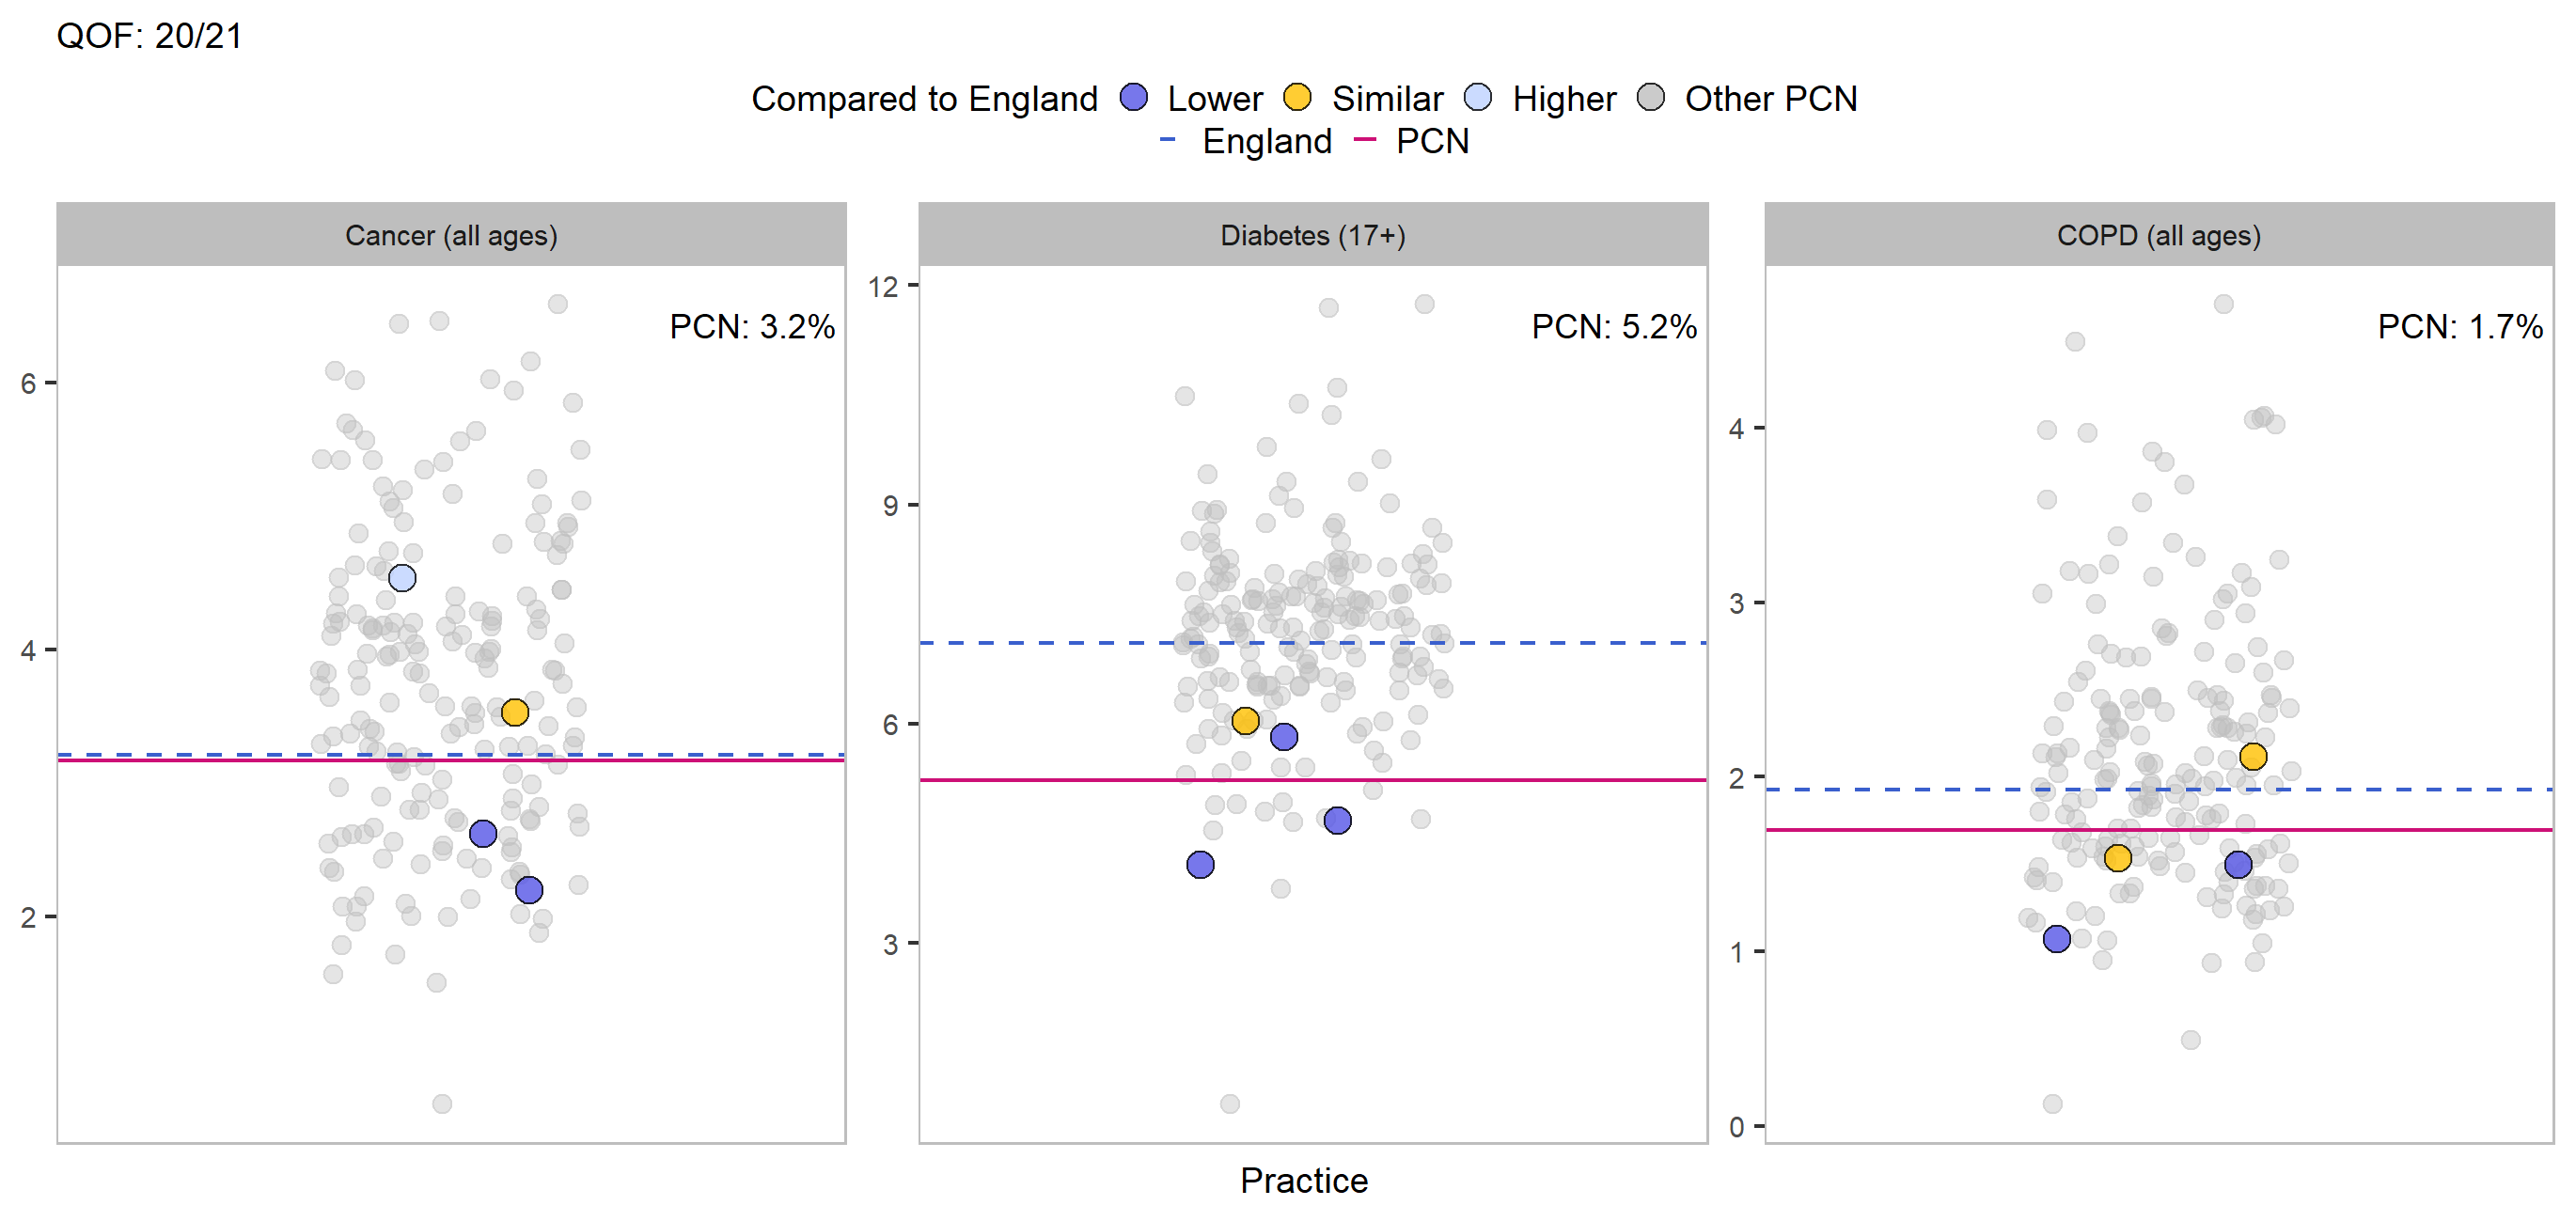 QOF: 20/21
Compared to England Lower Similar Higher Other PCN
England PCN
Cancer (all ages)
PCN: 3.2%
6
4
2
Diabetes (17+)
PCN: 5.2%
12
9
6
3
COPD (all ages)
PCN: 1.7%
4
3
2
1
0
Practice